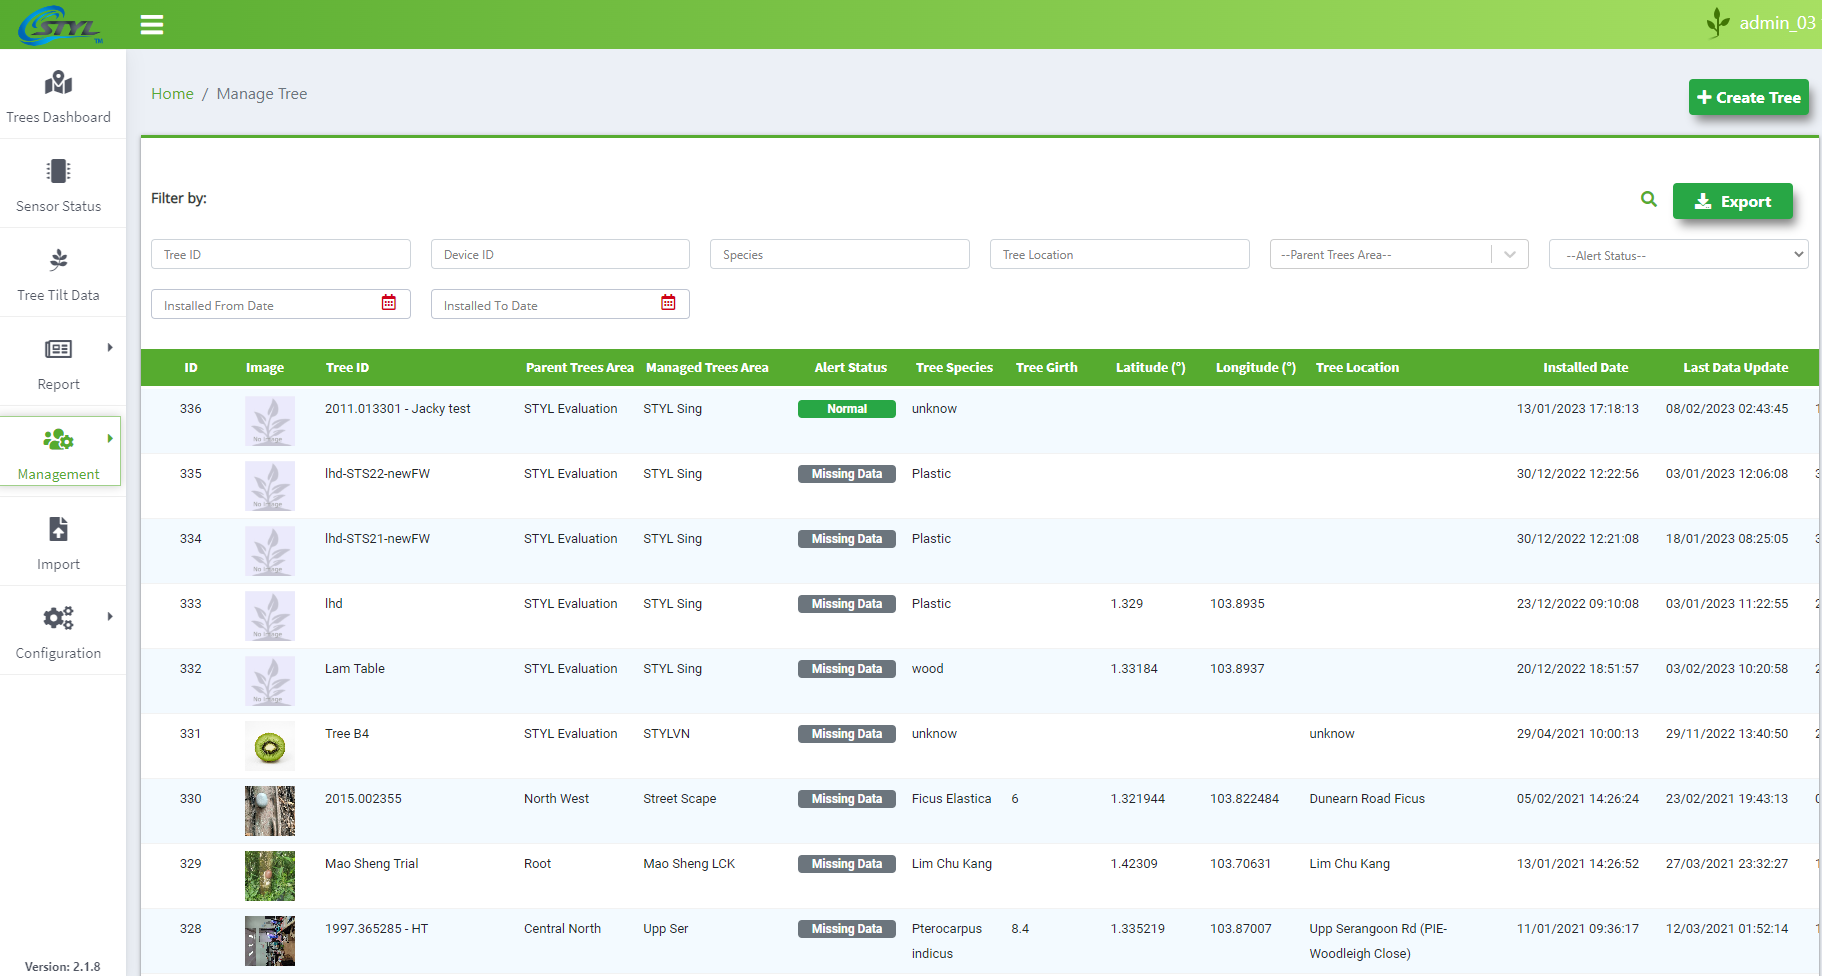 STYL TM
admin_03
Trees Dashboard
Sensor Status
Tree Tilt Data
Report
Management
Import
Configuration
Version: 2.1.8
Home / Manage Tree
Create Tree
Filter by:
Export
Tree ID Device ID Species Tree Location --Parent Trees Area-- --Alert Status--
Installed From Date Installed To Date
ID Image Tree ID Parent Trees Area Managed Trees Area Alert Status Tree Species Tree Girth Latitude (°) Longitude (°) Tree Location Installed Date Last Data Update
336 No Image 2011.013301 - Jacky test STYL Evaluation STYL Sing Normal unknow 13/01/2023 17:18:13 08/02/2023 02:43:45
335 No Image lhd-STS22-newFW STYL Evaluation STYL Sing Missing Data Plastic 30/12/2022 12:22:56 03/01/2023 12:06:08
334 No Image lhd-STS21-newFW STYL Evaluation STYL Sing Missing Data Plastic 30/12/2022 12:21:08 18/01/2023 08:25:05
333 No Image lhd STYL Evaluation STYL Sing Missing Data Plastic 1.329 103.8935 23/12/2022 09:10:08 03/01/2023 11:22:55
332 No Image Lam Table STYL Evaluation STYL Sing Missing Data wood 1.33184 103.8937 20/12/2022 18:51:57 03/02/2023 10:20:58
331 Tree B4 STYL Evaluation STYLVN Missing Data unknow unknow 29/04/2021 10:00:13 29/11/2022 13:40:50
330 2015.002355 North West Street Scape Missing Data Ficus Elastica 6 1.321944 103.822484 Dunearn Road Ficus 05/02/2021 14:26:24 23/02/2021 19:43:13
329 Mao Sheng Trial Root Mao Sheng LCK Missing Data Lim Chu Kang 1.42309 103.70631 Lim Chu Kang 13/01/2021 14:26:52 27/03/2021 23:32:27
328 1997.365285 - HT Central North Upp Ser Missing Data Pterocarpus 8.4 1.335219 103.87007 Upp Serangoon Rd (PIE- 11/01/2021 09:36:17 12/03/2021 01:52:14
indicus Woodleigh Close)